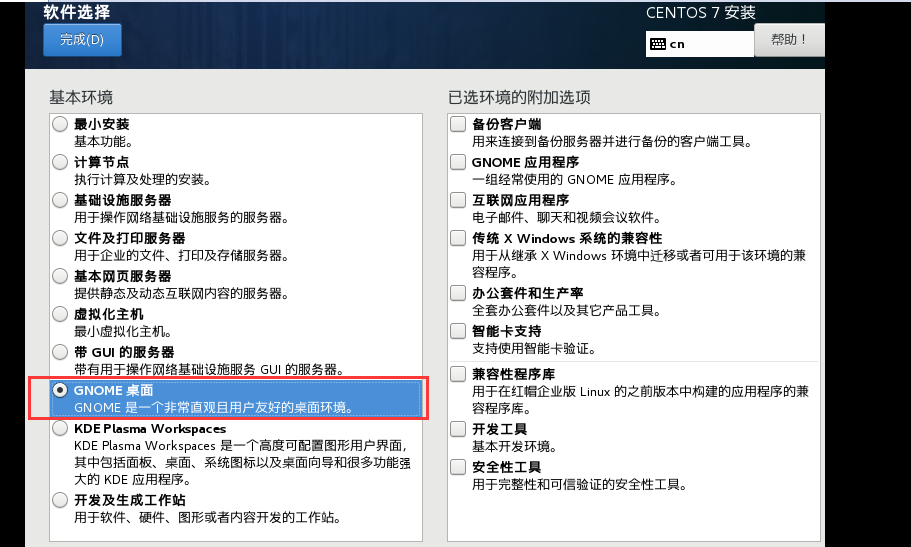 软件选择
CENTOS 7 安装
完成(D)
cn
帮助！
基本环境
已选环境的附加选项
最小安装
基本功能。
计算节点
执行计算及处理的安装。
基础设施服务器
用于操作网络基础设施服务的服务器。
文件及打印服务器
用于企业的文件、打印及存储服务器。
基本网页服务器
提供静态及动态互联网内容的服务器。
虚拟化主机
最小虚拟化主机。
带 GUI 的服务器
带有用于操作网络基础设施服务 GUI 的服务器。
GNOME 桌面
GNOME 是一个非常直观且用户友好的桌面环境。
KDE Plasma Workspaces
KDE Plasma Workspaces 是一个高度可配置图形用户界面，
其中包括面板、桌面、系统图标以及桌面向导和很多功能强
大的 KDE 应用程序。
开发及生成工作站
用于软件、硬件、图形或者内容开发的工作站。
备份客户端
用来连接到备份服务器并进行备份的客户端工具。
GNOME 应用程序
一组经常使用的 GNOME 应用程序。
互联网应用程序
电子邮件、聊天和视频会议软件。
传统 X Windows 系统的兼容性
用于从继承 X Windows 环境中迁移或者可用于该环境的兼
容程序。
办公套件和生产率
全套办公套件以及其它产品工具。
智能卡支持
支持使用智能卡验证。
兼容性程序库
用于在红帽企业版 Linux 的之前版本中构建的应用程序的兼
容程序库。
开发工具
基本开发环境。
安全性工具
用于完整性和可信验证的安全性工具。